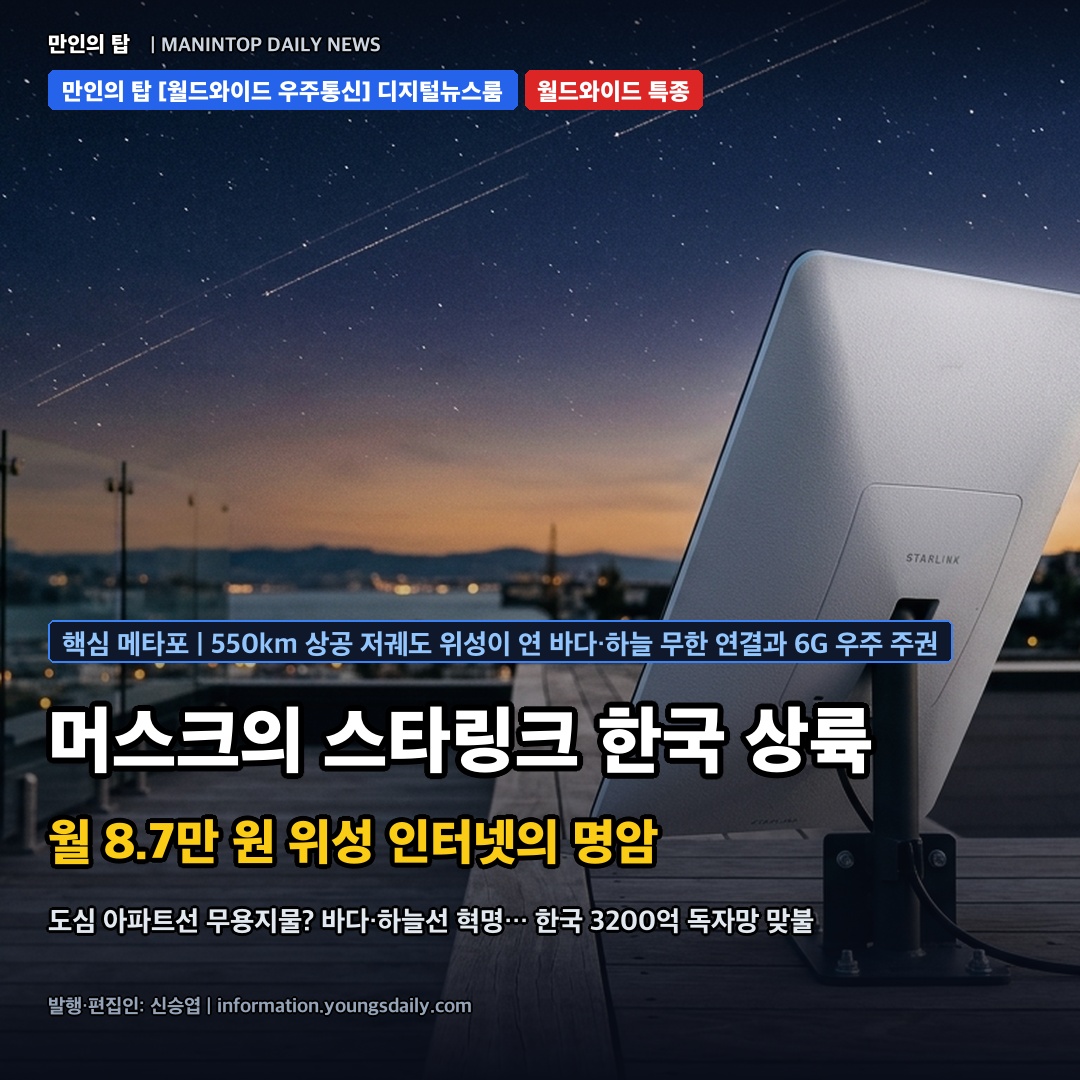 만인의 탑 | MANINTOP DAILY NEWS
만인의 탑 [월드와이드 우주통신] 디지털뉴스룸 월드와이드 특종
STARLINK
핵심 메타포 | 550km 상공 저궤도 위성이 연 바다·하늘 무한 연결과 6G 우주 주권
머스크의 스타링크 한국 상륙
월 8.7만 원 위성 인터넷의 명암
도심 아파트선 무용지물? 바다·하늘선 혁명… 한국 3200억 독자망 맞불
발행·편집인: 신승엽 | information.youngsdaily.com